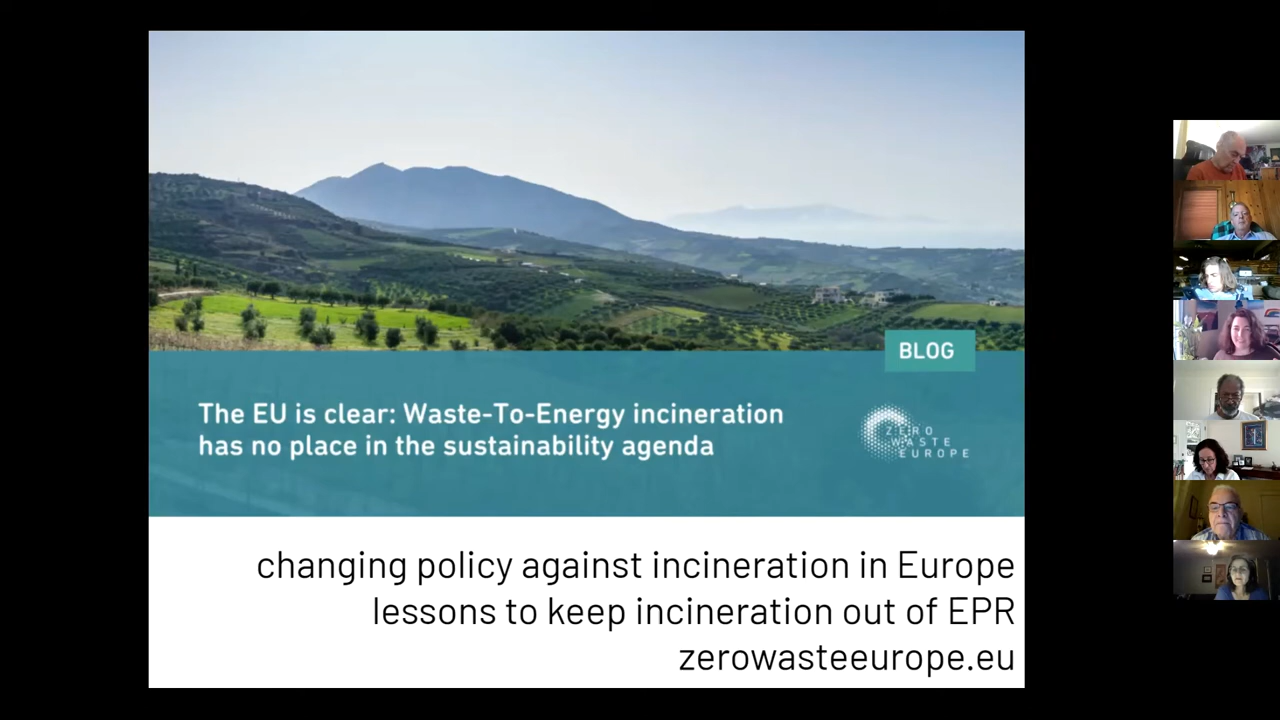 BLOG
The EU is clear: Waste-To-Energy incineration
has no place in the sustainability agenda
ZERO
WASTE
EUROPE
changing policy against incineration in Europe
lessons to keep incineration out of EPR
zerowasteeurope.eu